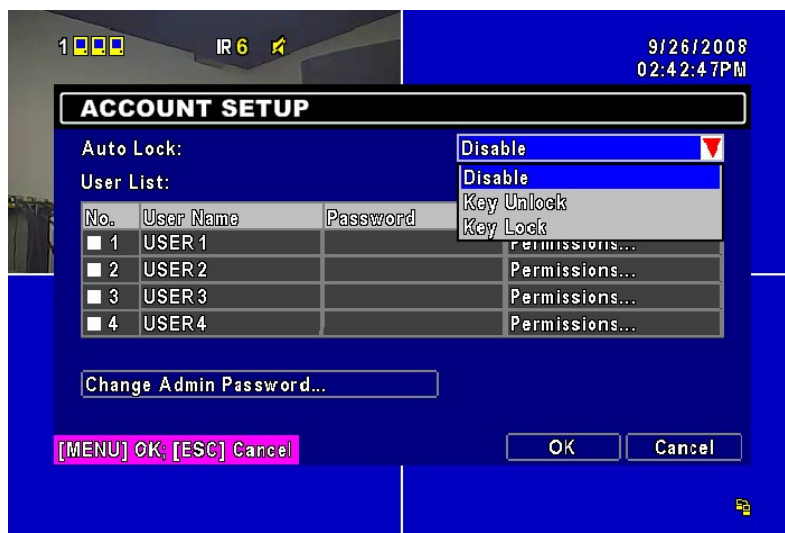 1 IR 6 9/26/2008
02:42:47PM
ACCOUNT SETUP
Auto Lock: Disable
User List: Disable
Key Unlock
Key Lock
No. User Name Password
1 USER1 Permissions...
2 USER2 Permissions...
3 USER3 Permissions...
4 USER4 Permissions...
Change Admin Password...
[MENU] OK; [ESC] Cancel OK Cancel